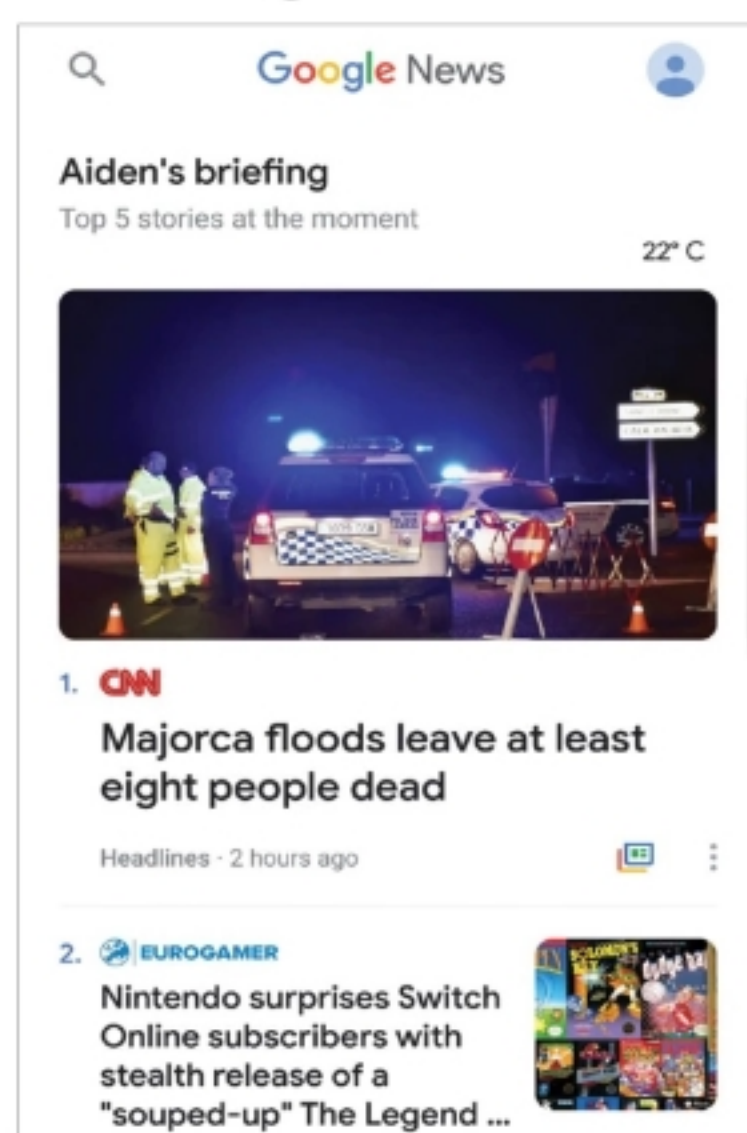 Google News
Aiden's briefing
Top 5 stories at the moment
22° C
1. CNN
Majorca floods leave at least
eight people dead
Headlines · 2 hours ago
2. EUROGAMER
Nintendo surprises Switch
Online subscribers with
stealth release of a
"souped-up" The Legend ...
SOLOMON'S
KEY